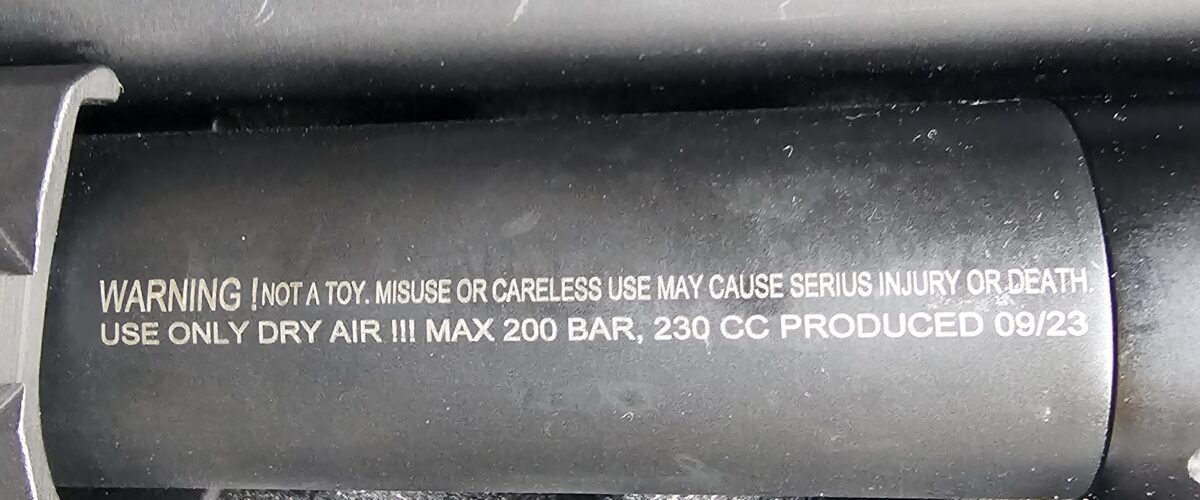 WARNING ! NOT A TOY. MISUSE OR CARELESS USE MAY CAUSE SERIUS INJURY OR DEATH.
USE ONLY DRY AIR !!! MAX 200 BAR, 230 CC PRODUCED 09/23